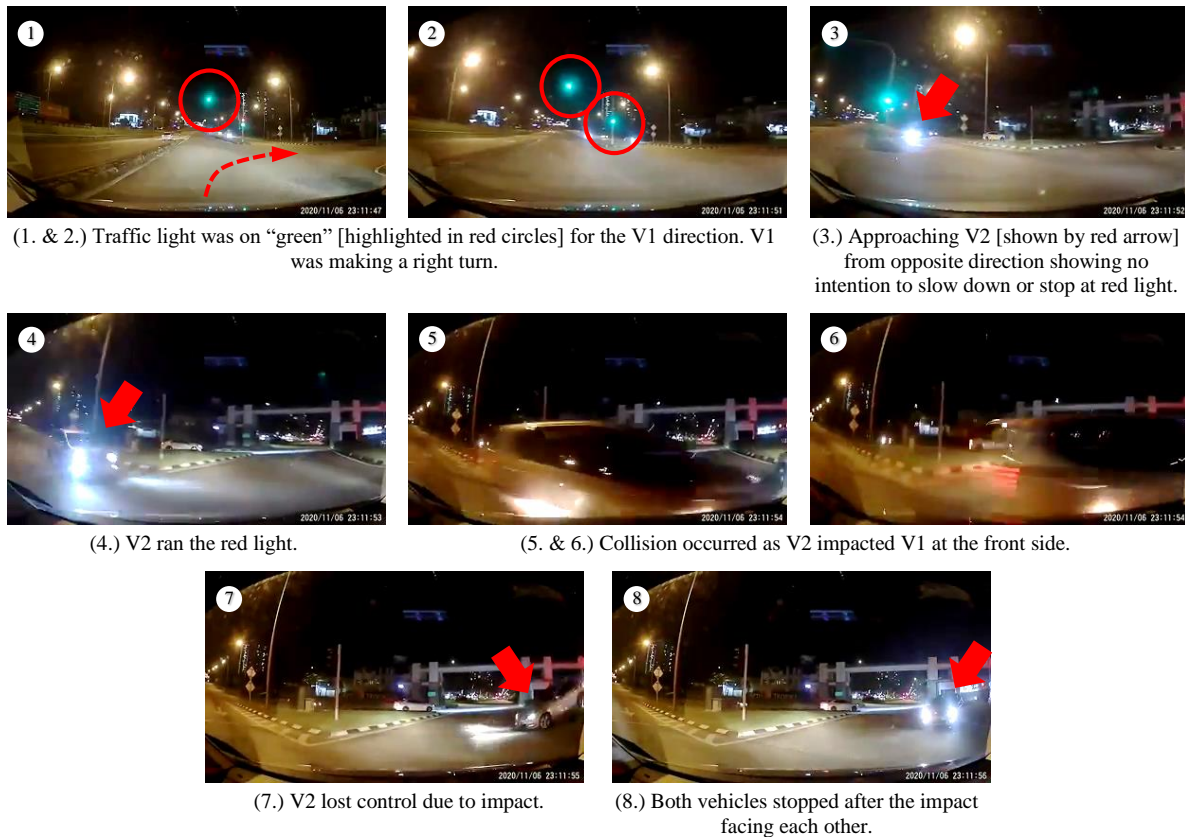 1
2
3
2020/11/06 23:11:47
2020/11/06 23:11:51
2020/11/06 23:11:52
(1. & 2.) Traffic light was on “green” [highlighted in red circles] for the V1 direction. V1
was making a right turn.
(3.) Approaching V2 [shown by red arrow]
from opposite direction showing no
intention to slow down or stop at red light.
4
5
6
2020/11/06 23:11:53
2020/11/06 23:11:54
2020/11/06 23:11:54
(4.) V2 ran the red light.
(5. & 6.) Collision occurred as V2 impacted V1 at the front side.
7
8
2020/11/06 23:11:55
2020/11/06 23:11:56
(7.) V2 lost control due to impact.
(8.) Both vehicles stopped after the impact
facing each other.